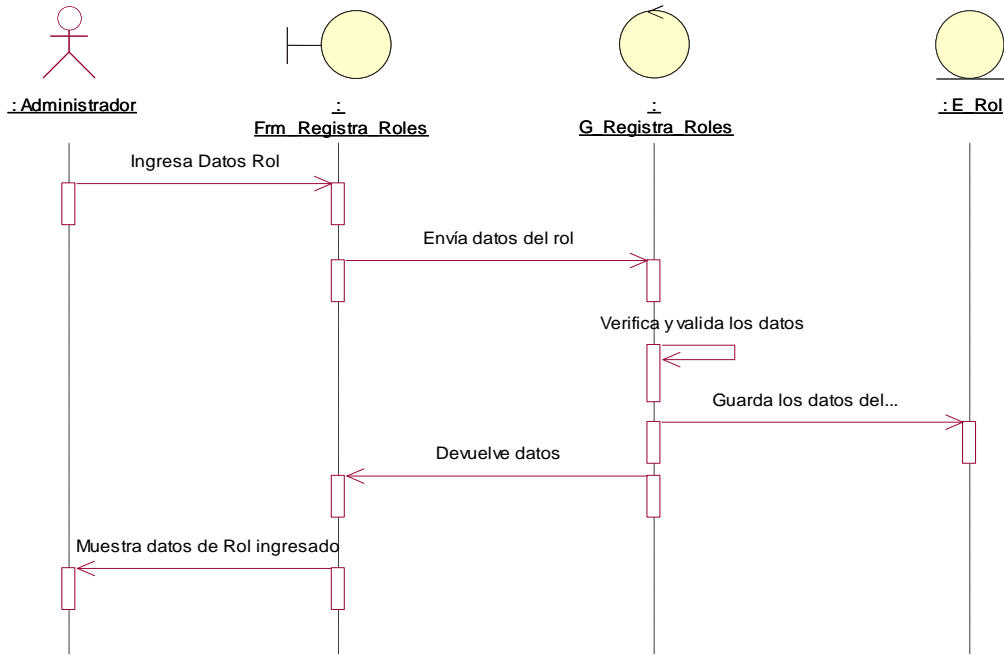 : Administrador
:
Frm_Registra_Roles
:
G_Registra_Roles
: E_Rol
Ingresa Datos Rol
Envía datos del rol
Verifica y valida los datos
Guarda los datos del...
Devuelve datos
Muestra datos de Rol ingresado